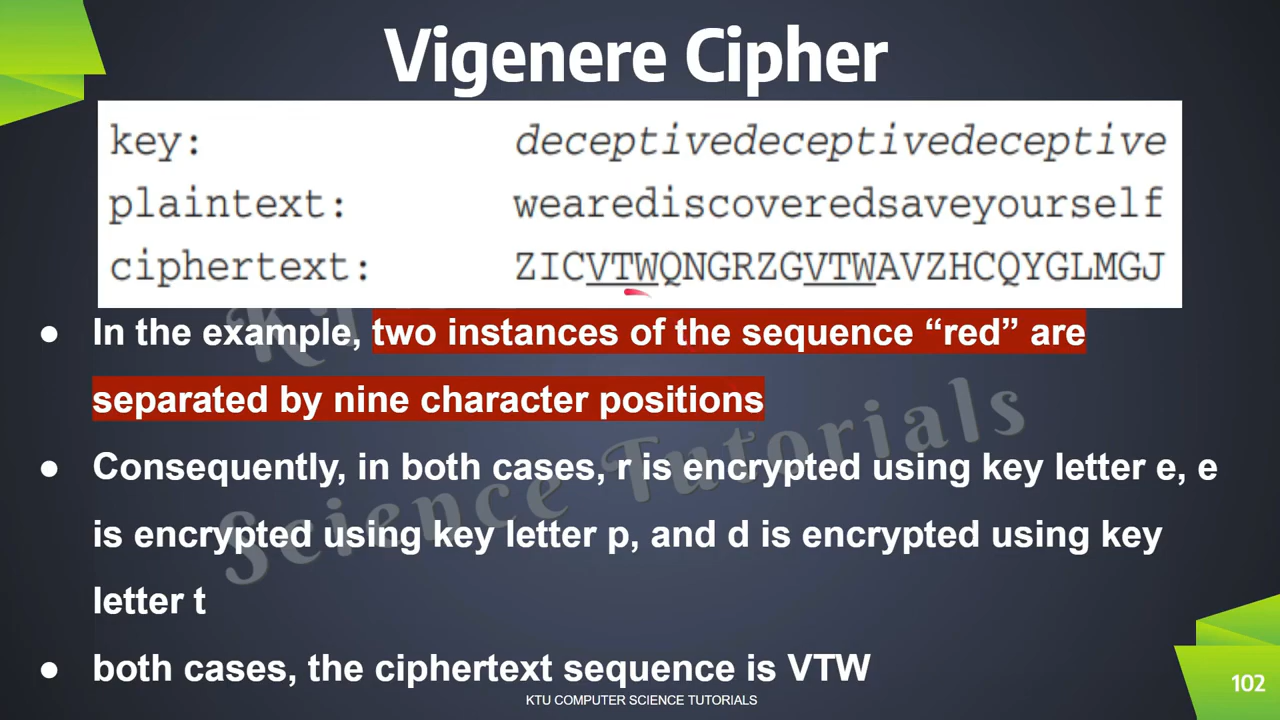 Vigenere Cipher
key: deceptivedeceptivedeceptive
plaintext: wearediscoveredsaveyourself
ciphertext: ZICVTWQNGRZGVTWAVZHCQYGLMGJ
● In the example, two instances of the sequence “red” are
separated by nine character positions
● Consequently, in both cases, r is encrypted using key letter e, e
is encrypted using key letter p, and d is encrypted using key
letter t
● both cases, the ciphertext sequence is VTW
Science Tutorials
KTU COMPUTER SCIENCE TUTORIALS
102